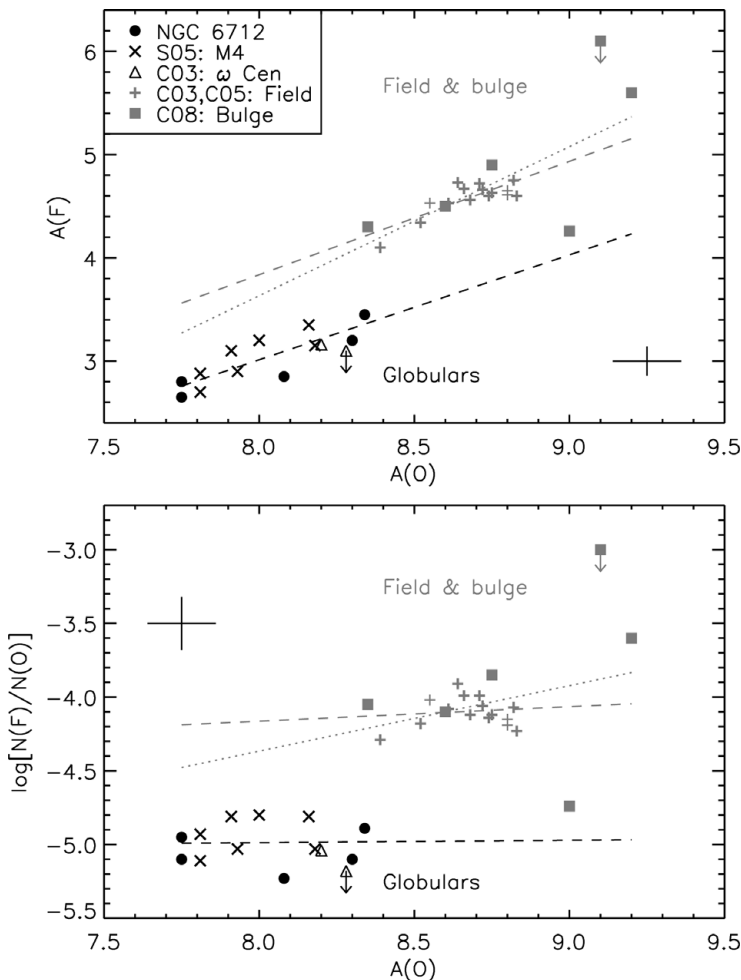 NGC 6712
S05: M4
C03: ω Cen
C03,C05: Field
C08: Bulge
Field & bulge
Globulars
6
5
4
3
A(F)
7.5 8.0 8.5 9.0 9.5
A(O)
Field & bulge
Globulars
−3.0
−3.5
−4.0
−4.5
−5.0
−5.5
log[N(F)/N(O)]
7.5 8.0 8.5 9.0 9.5
A(O)